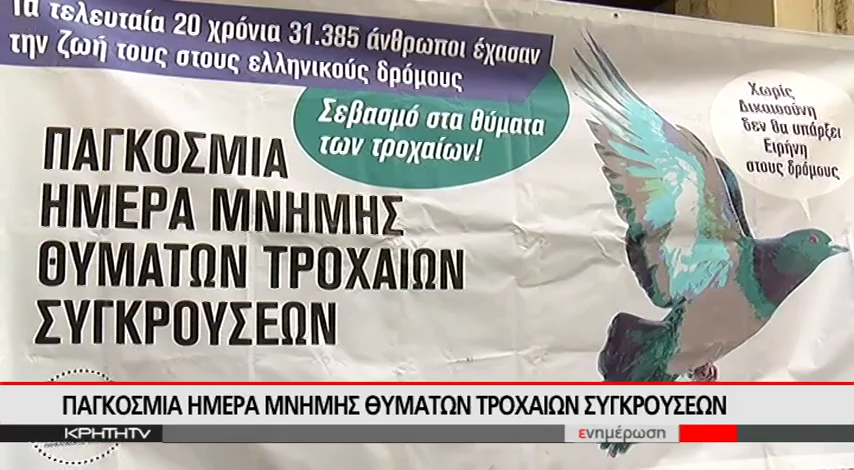 Τα τελευταία 20 χρόνια 31.385 άνθρωποι έχασαν
την ζωή τους στους ελληνικούς δρόμους
Σεβασμό στα θύματα
των τροχαίων!
ΠΑΓΚΟΣΜΙΑ
ΗΜΕΡΑ ΜΝΗΜΗΣ
ΘΥΜΑΤΩΝ ΤΡΟΧΑΙΩΝ
ΣΥΓΚΡΟΥΣΕΩΝ
Χωρίς
Δικαιοσύνη
δεν θα υπάρξει
Ειρήνη
στους δρόμους
ΠΑΓΚΟΣΜΙΑ ΗΜΕΡΑ ΜΝΗΜΗΣ ΘΥΜΑΤΩΝ ΤΡΟΧΑΙΩΝ ΣΥΓΚΡΟΥΣΕΩΝ
ΚΡΗΤΗTV
ενημέρωση